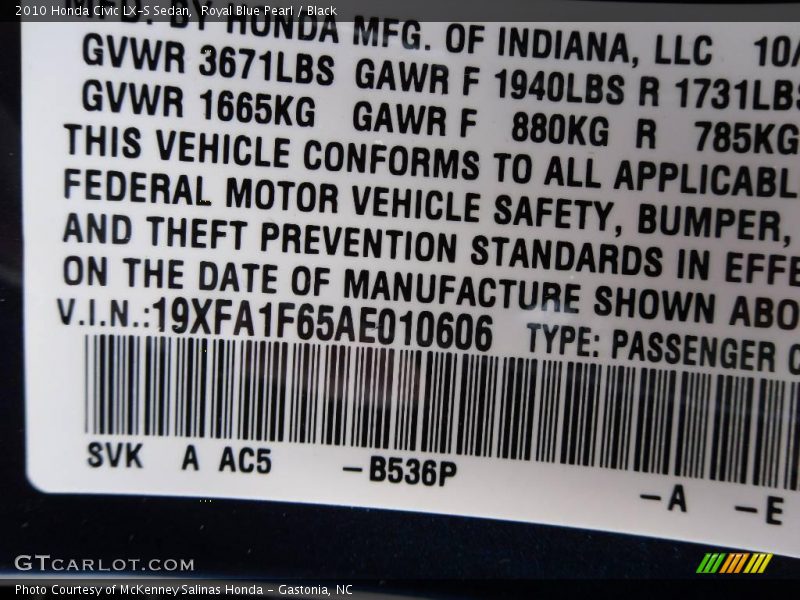 2010 Honda Civic LX-S Sedan, Royal Blue Pearl / Black
MFD. BY HONDA MFG. OF INDIANA, LLC 10/
GVWR 3671LBS GAWR F 1940LBS R 1731LBS
GVWR 1665KG GAWR F 880KG R 785KG
THIS VEHICLE CONFORMS TO ALL APPLICABL
FEDERAL MOTOR VEHICLE SAFETY, BUMPER,
AND THEFT PREVENTION STANDARDS IN EFFE
ON THE DATE OF MANUFACTURE SHOWN ABO
V.I.N.:19XFA1F65AE010606 TYPE: PASSENGER C
SVK A AC5 -B536P -A -E
GTCARLOT.COM
Photo Courtesy of McKenney Salinas Honda - Gastonia, NC